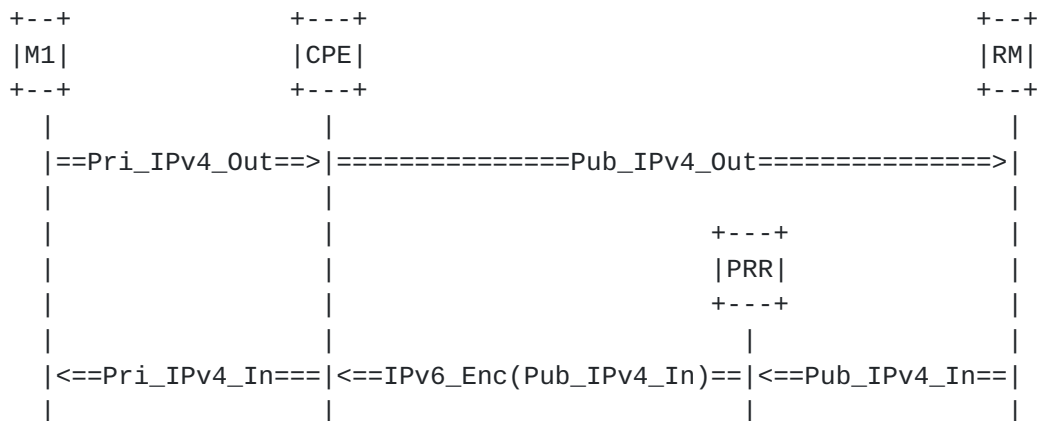 +--+ +---+ +--+
|M1| |CPE| |RM|
+--+ +---+ +--+
| | |
|==Pri_IPv4_Out==>|===============Pub_IPv4_Out===============>|
| | |
| | +---+ |
| | |PRR| |
| | +---+ |
| | | |
|<==Pri_IPv4_In===|<==IPv6_Enc(Pub_IPv4_In)==|<==Pub_IPv4_In==|
| | | |